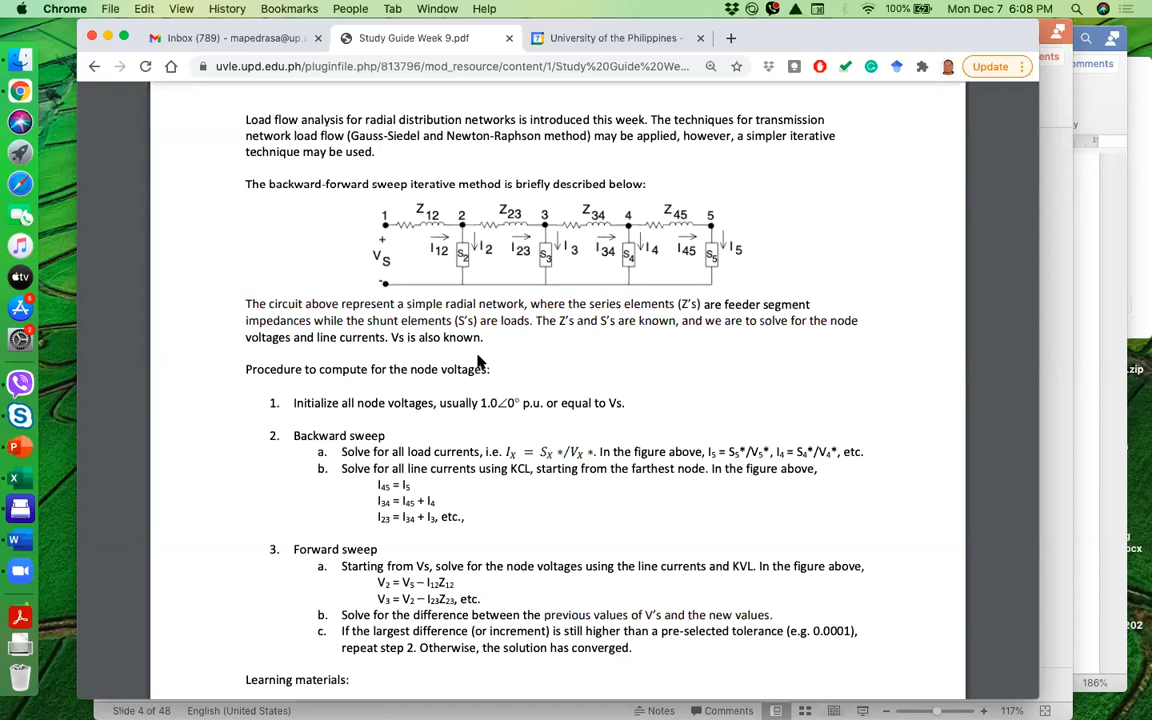 Chrome File Edit View History Bookmarks People Tab Window Help 100% Mon Dec 7 6:08 PM
Inbox (789) - mapedrasa@up. × Study Guide Week 9.pdf × University of the Philippines - × +
uvle.upd.edu.ph/pluginfile.php/813796/mod_resource/content/1/Study%20Guide%20We... Update
Load flow analysis for radial distribution networks is introduced this week. The techniques for transmission
network load flow (Gauss-Siedel and Newton-Raphson method) may be applied, however, a simpler iterative
technique may be used.
The backward-forward sweep iterative method is briefly described below:
1 Z12 2 Z23 3 Z34 4 Z45 5
+ VS - I12 S2 I2 I23 S3 I3 I34 S4 I4 I45 S5 I5
The circuit above represent a simple radial network, where the series elements (Z's) are feeder segment
impedances while the shunt elements (S's) are loads. The Z's and S's are known, and we are to solve for the node
voltages and line currents. Vs is also known.
Procedure to compute for the node voltages:
1. Initialize all node voltages, usually 1.0∠0° p.u. or equal to Vs.
2. Backward sweep
a. Solve for all load currents, i.e. IX = SX */VX *. In the figure above, I5 = S5*/V5*, I4 = S4*/V4*, etc.
b. Solve for all line currents using KCL, starting from the farthest node. In the figure above,
I45 = I5
I34 = I45 + I4
I23 = I34 + I3, etc.,
3. Forward sweep
a. Starting from Vs, solve for the node voltages using the line currents and KVL. In the figure above,
V2 = VS – I12Z12
V3 = V2 – I23Z23, etc.
b. Solve for the difference between the previous values of V's and the new values.
c. If the largest difference (or increment) is still higher than a pre-selected tolerance (e.g. 0.0001),
repeat step 2. Otherwise, the solution has converged.
Learning materials:
ents
omments
.zip
ocx
202
186%
Slide 4 of 48 English (United States) Notes Comments 117%
tv